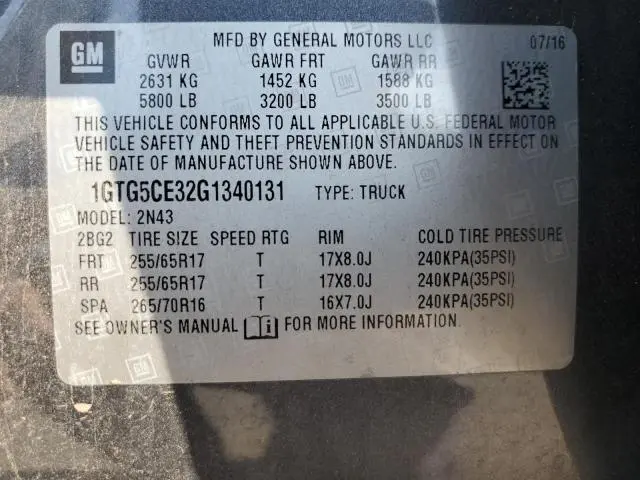 GM
MFD BY GENERAL MOTORS LLC 07/16
GVWR GAWR FRT GAWR RR
2631 KG 1452 KG 1588 KG
5800 LB 3200 LB 3500 LB
THIS VEHICLE CONFORMS TO ALL APPLICABLE U.S. FEDERAL MOTOR
VEHICLE SAFETY AND THEFT PREVENTION STANDARDS IN EFFECT ON
THE DATE OF MANUFACTURE SHOWN ABOVE.
1GTG5CE32G1340131 TYPE: TRUCK
MODEL: 2N43
2BG2 TIRE SIZE SPEED RTG RIM COLD TIRE PRESSURE
FRT 255/65R17 T 17X8.0J 240KPA(35PSI)
RR 255/65R17 T 17X8.0J 240KPA(35PSI)
SPA 265/70R16 T 16X7.0J 240KPA(35PSI)
SEE OWNER'S MANUAL FOR MORE INFORMATION.